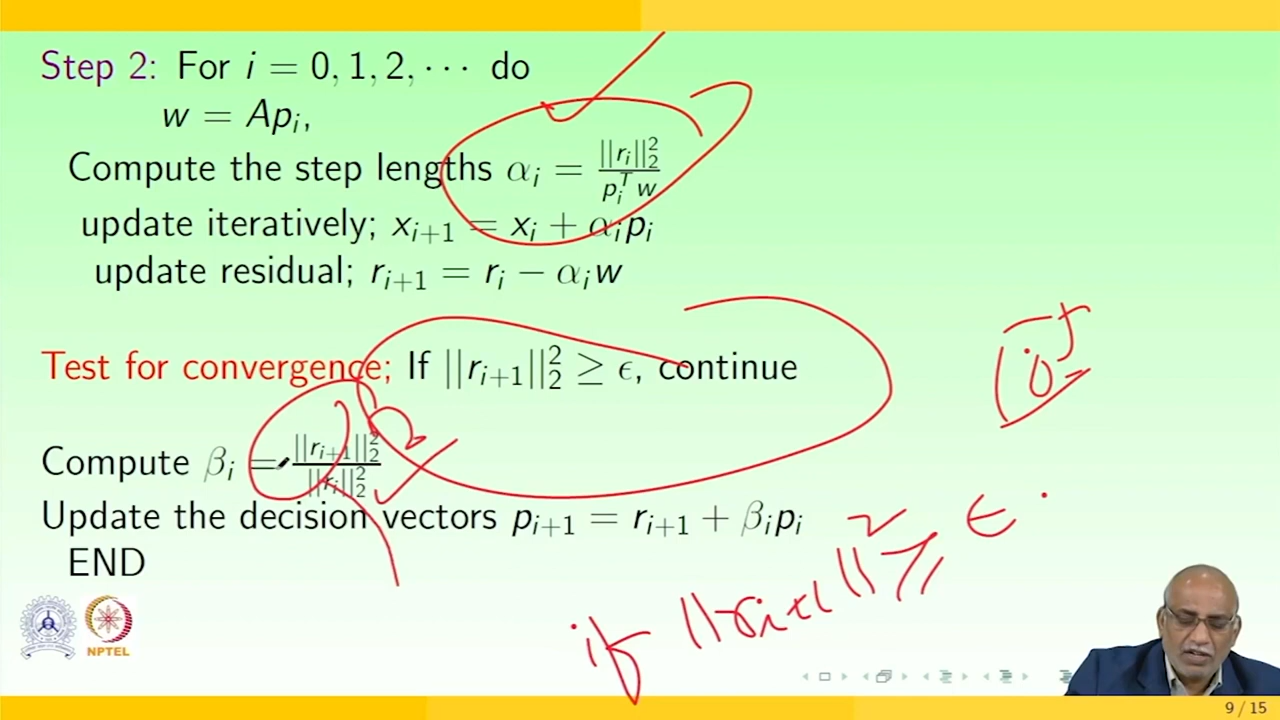 Step 2: For i = 0, 1, 2, ⋯ do
w = Ap_i,
Compute the step lengths α_i = ||r_i||_2^2 / p_i^T w
update iteratively; x_{i+1} = x_i + α_i p_i
update residual; r_{i+1} = r_i − α_i w
Test for convergence; If ||r_{i+1}||_2^2 ≥ ϵ, continue
Compute β_i = ||r_{i+1}||_2^2 / ||r_i||_2^2
Update the decision vectors p_{i+1} = r_{i+1} + β_i p_i
END
if ||r_{i+1}||^2 ≥ ϵ.
NPTEL
9 / 15